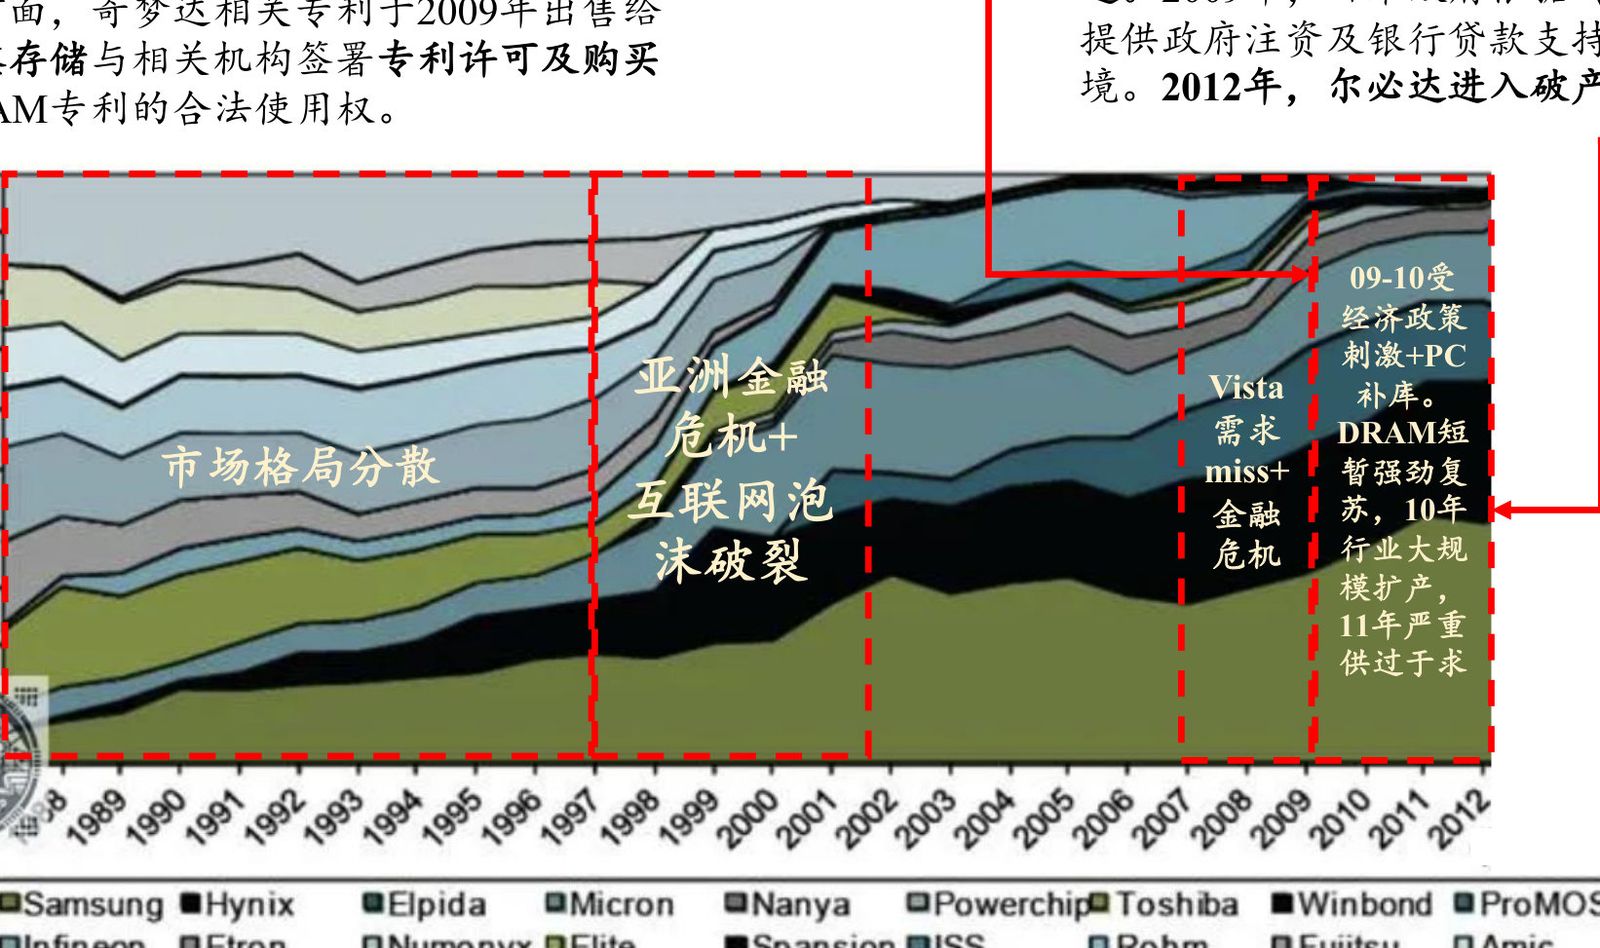 面，奇梦达相关专利于2009年出售给
存储与相关机构签署专利许可及购买
AM专利的合法使用权。
提供政府注资及银行贷款支持
境。2012年，尔必达进入破产
市场格局分散
亚洲金融
危机+
互联网泡
沫破裂
Vista
需求
miss+
金融
危机
09-10受
经济政策
刺激+PC
补库。
DRAM短
暂强劲复
苏，10年
行业大规
模扩产，
11年严重
供过于求
1989 1990 1991 1992 1993 1994 1995 1996 1997 1998 1999 2000 2001 2002 2003 2004 2005 2006 2007 2008 2009 2010 2011 2012
Samsung Hynix Elpida Micron Nanya Powerchip Toshiba Winbond ProMOS
Infineon Etron Numonyx Elite Spansion ISS Rohm Fujitsu Amic